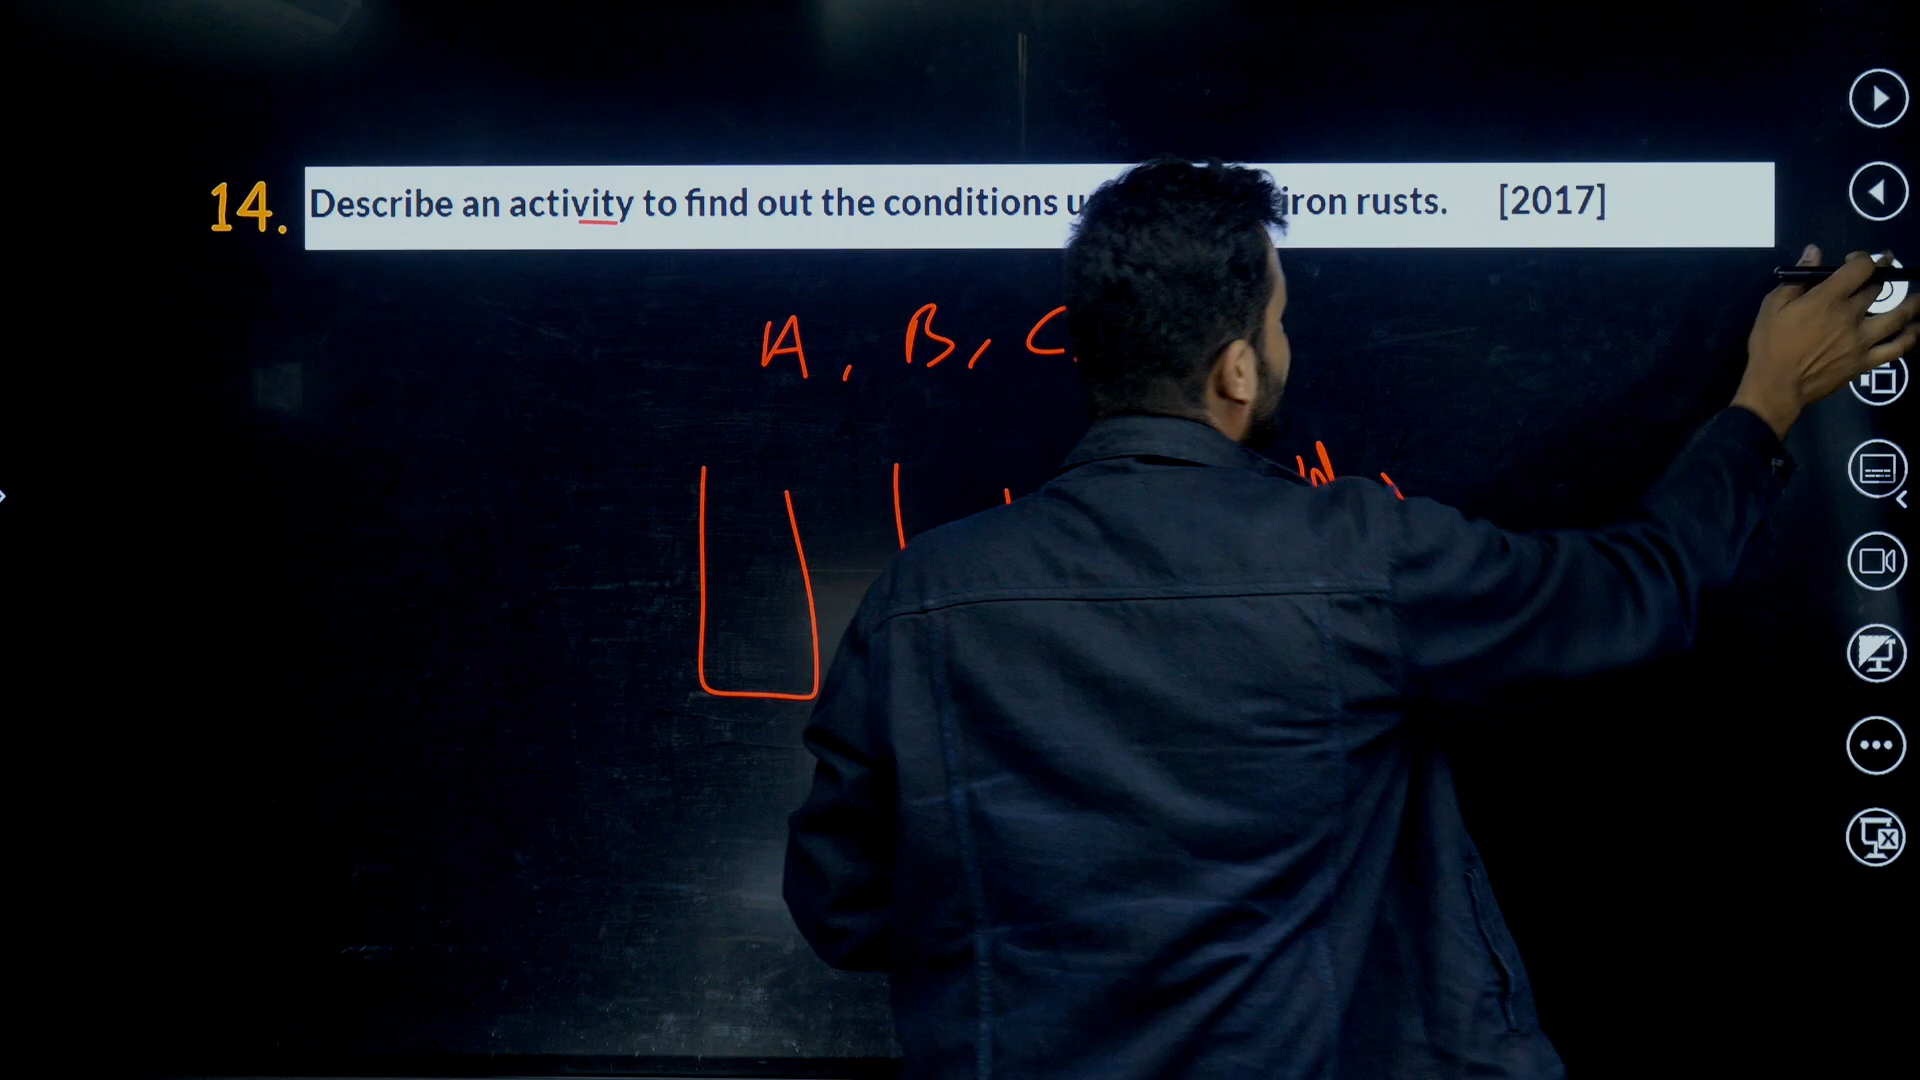 14. Describe an activity to find out the conditions iron rusts. [2017]
A, B, C